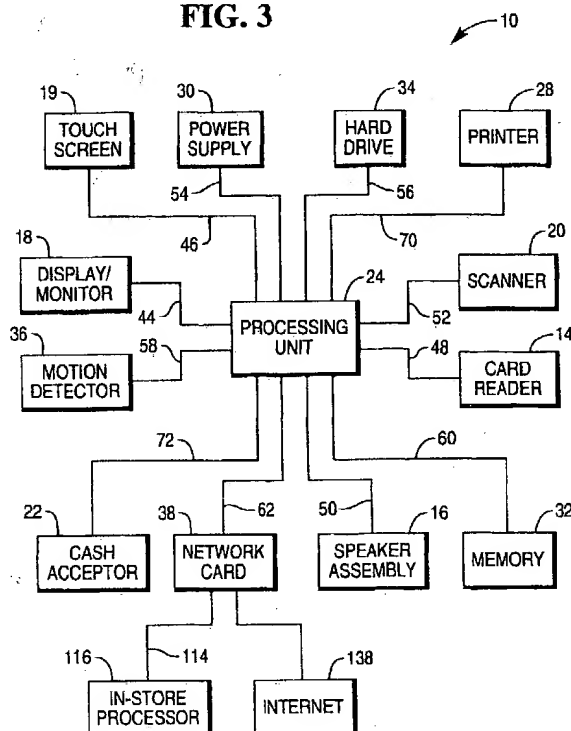 FIG. 3
10
19
30
34
28
TOUCH
SCREEN
POWER
SUPPLY
HARD
DRIVE
PRINTER
54
56
46
70
18
24
20
DISPLAY/
MONITOR
PROCESSING
UNIT
SCANNER
44
52
36
58
48
14
MOTION
DETECTOR
CARD
READER
72
60
22
38
62
50
16
32
CASH
ACCEPTOR
NETWORK
CARD
SPEAKER
ASSEMBLY
MEMORY
116
114
138
IN-STORE
PROCESSOR
INTERNET